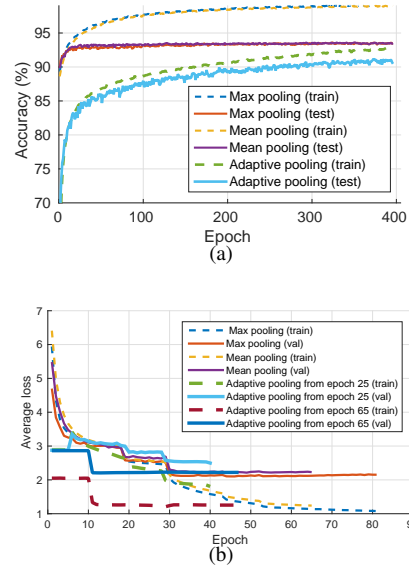 Accuracy (%)
95
90
85
80
75
70
0
100
200
300
400
Max pooling (train)
Max pooling (test)
Mean pooling (train)
Mean pooling (test)
Adaptive pooling (train)
Adaptive pooling (test)
Epoch
(a)
Average loss
7
6
5
4
3
2
1
0
10
20
30
40
50
60
70
80
90
Max pooling (train)
Max pooling (val)
Mean pooling (train)
Mean pooling (val)
Adaptive pooling from epoch 25 (train)
Adaptive pooling from epoch 25 (val)
Adaptive pooling from epoch 65 (train)
Adaptive pooling from epoch 65 (val)
Epoch
(b)